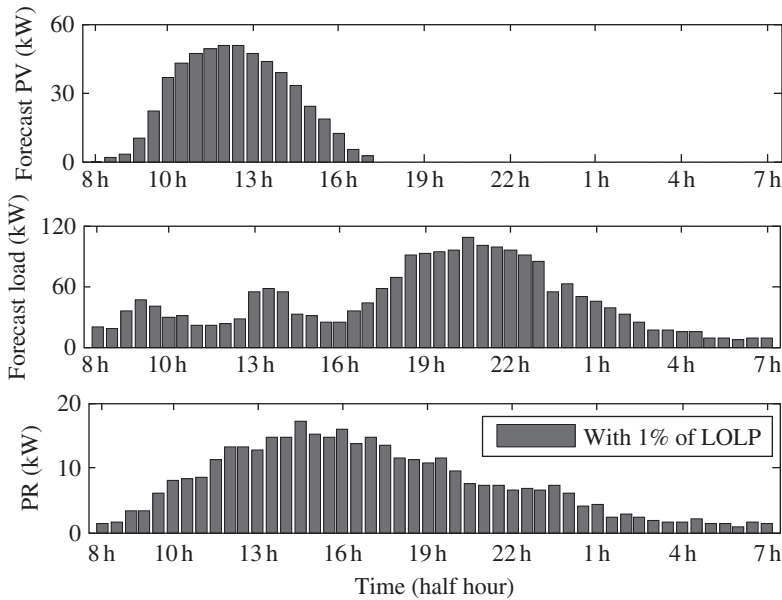 Forecast PV (kW)
60
30
0
8 h 10 h 13 h 16 h 19 h 22 h 1 h 4 h 7 h
Forecast load (kW)
120
60
0
8 h 10 h 13 h 16 h 19 h 22 h 1 h 4 h 7 h
PR (kW)
20
10
0
With 1% of LOLP
8 h 10 h 13 h 16 h 19 h 22 h 1 h 4 h 7 h
Time (half hour)